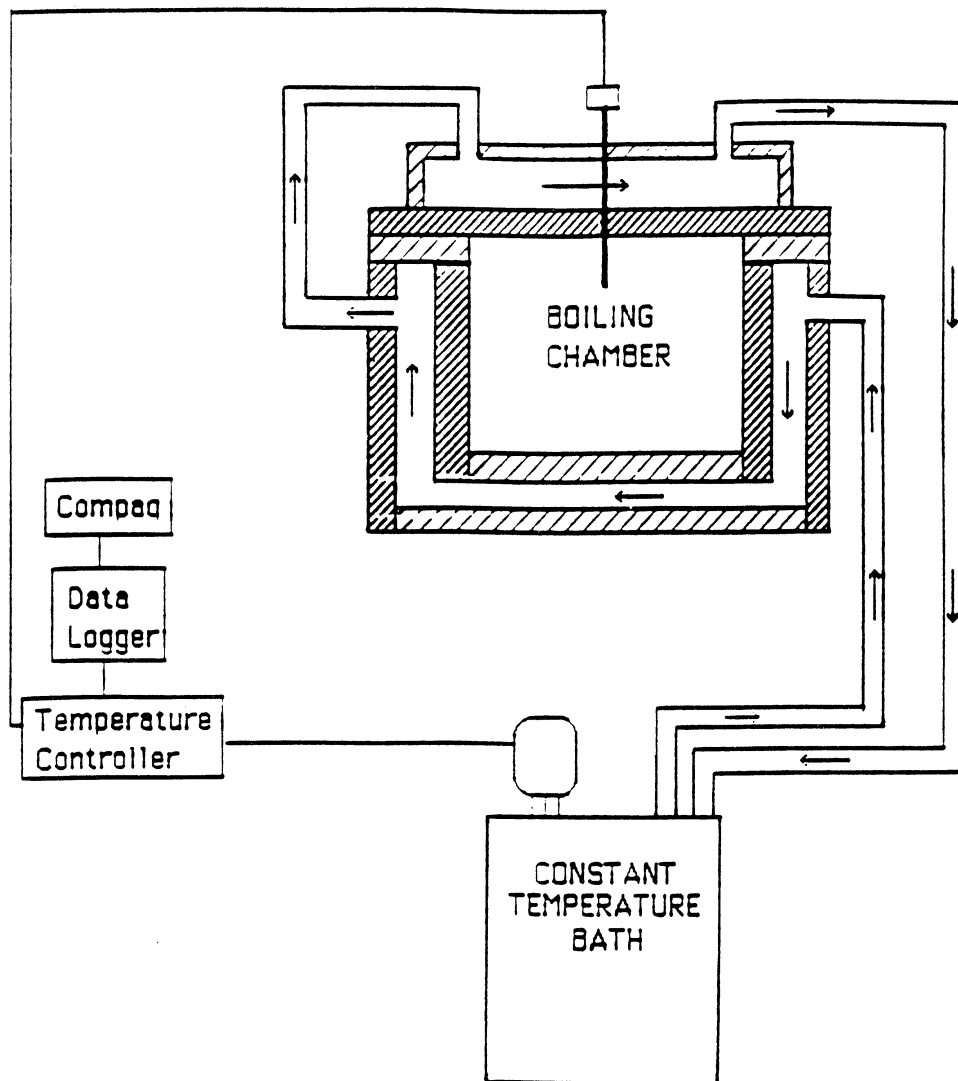 BOILING
CHAMBER
Compaq
Data
Logger
Temperature
Controller
CONSTANT
TEMPERATURE
BATH